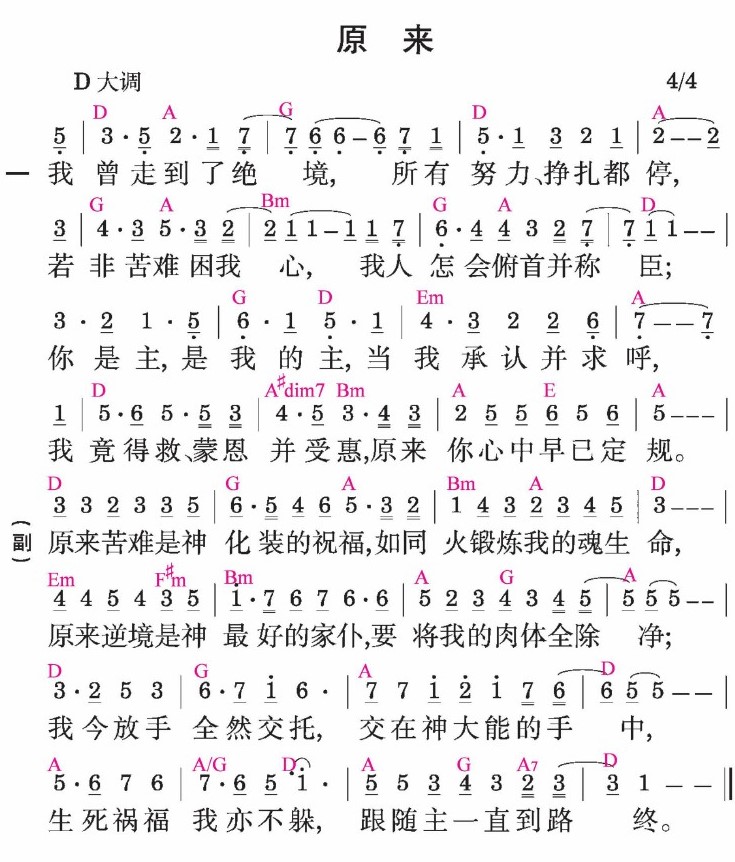 原 来
D 大调 4/4
D A G D A
5 | 3 · 5 2 · 1 7 | 7 6 6 – 6 7 1 | 5 · 1 3 2 1 | 2 – – 2
一 我 曾 走 到 了 绝 境, 所 有 努 力、挣 扎 都 停,
G A Bm G A D
3 | 4 · 3 5 · 3 2 | 2 1 1 – 1 1 7 | 6 · 4 4 3 2 7 | 7 1 1 – – |
若 非 苦 难 困 我 心, 我 人 怎 会 俯 首 并 称 臣;
G D Em A
3 · 2 1 · 5 | 6 · 1 5 · 1 | 4 · 3 2 2 6 | 7 – – 7
你 是 主, 是 我 的 主, 当 我 承 认 并 求 呼,
D A♯dim7 Bm A E A
1 | 5 · 6 5 · 5 3 | 4 · 5 3 · 4 3 | 2 5 5 6 5 6 | 5 – – – |
我 竟 得 救、蒙 恩 并 受 惠,原 来 你 心 中 早 已 定 规。
D G A Bm A D
3 3 2 3 3 5 | 6 · 5 4 6 5 · 3 2 | 1 4 3 2 3 4 5 | 3 – – – |
(副) 原 来 苦 难 是 神 化 装 的 祝 福,如 同 火 锻 炼 我 的 魂 生 命,
Em F♯m Bm A G A
4 4 5 4 3 5 | 1 · 7 6 7 6 · 6 | 5 2 3 4 3 4 5 | 5 5 5 – – |
原 来 逆 境 是 神 最 好 的 家 仆,要 将 我 的 肉 体 全 除 净;
D G A D
3 · 2 5 3 | 6 · 7 1 6 · | 7 7 1 2 1 7 6 | 6 5 5 – – |
我 今 放 手 全 然 交 托, 交 在 神 大 能 的 手 中,
A A/G D A G A7 D
5 · 6 7 6 | 7 · 6 5 1 · | 5 5 3 4 3 2 3 | 3 1 – – ‖
生 死 祸 福 我 亦 不 躲, 跟 随 主 一 直 到 路 终。